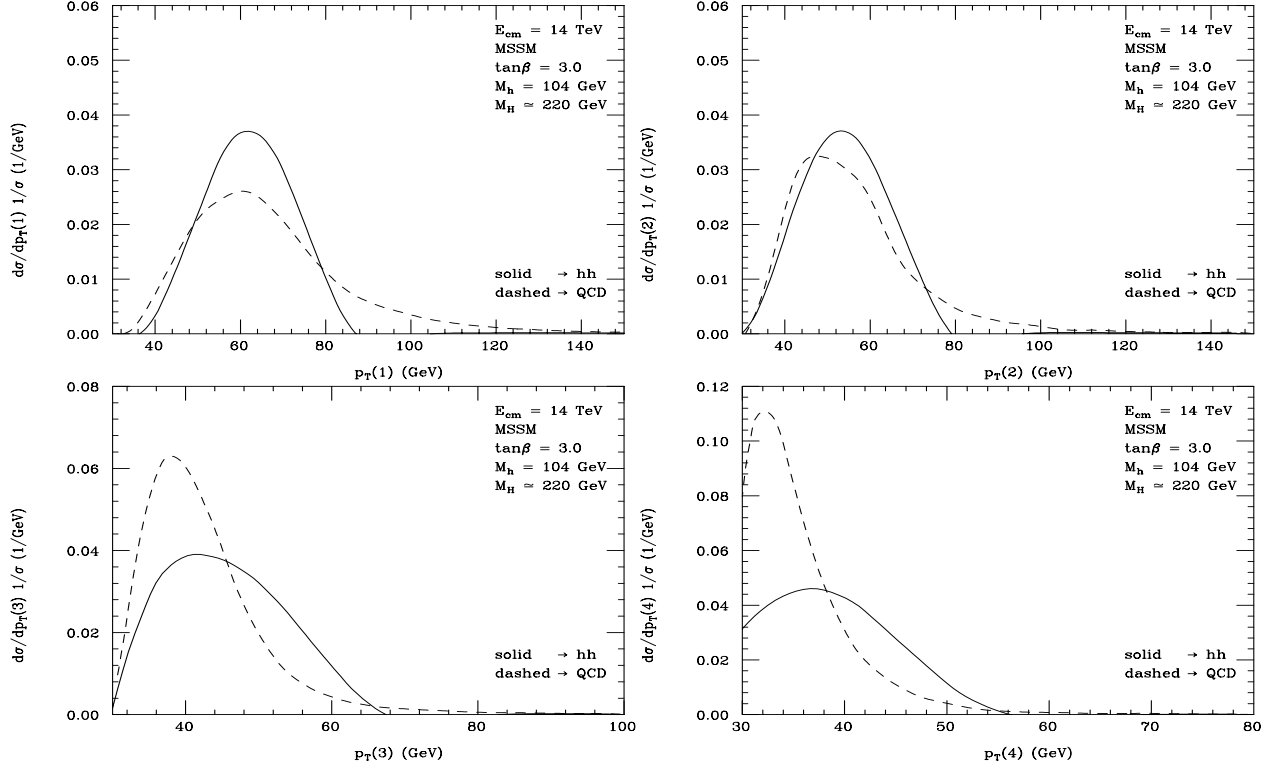 0.06
0.05
0.04
0.03
0.02
0.01
0.00
40
60
80
100
120
140
dσ/dp_T(1) 1/σ (1/GeV)
p_T(1) (GeV)
E_cm = 14 TeV
MSSM
tanβ = 3.0
M_h = 104 GeV
M_H ≃ 220 GeV
solid → hh
dashed → QCD
0.06
0.05
0.04
0.03
0.02
0.01
0.00
40
60
80
100
120
140
dσ/dp_T(2) 1/σ (1/GeV)
p_T(2) (GeV)
E_cm = 14 TeV
MSSM
tanβ = 3.0
M_h = 104 GeV
M_H ≃ 220 GeV
solid → hh
dashed → QCD
0.08
0.06
0.04
0.02
0.00
40
60
80
100
dσ/dp_T(3) 1/σ (1/GeV)
p_T(3) (GeV)
E_cm = 14 TeV
MSSM
tanβ = 3.0
M_h = 104 GeV
M_H ≃ 220 GeV
solid → hh
dashed → QCD
0.12
0.10
0.08
0.06
0.04
0.02
0.00
30
40
50
60
70
80
dσ/dp_T(4) 1/σ (1/GeV)
p_T(4) (GeV)
E_cm = 14 TeV
MSSM
tanβ = 3.0
M_h = 104 GeV
M_H ≃ 220 GeV
solid → hh
dashed → QCD